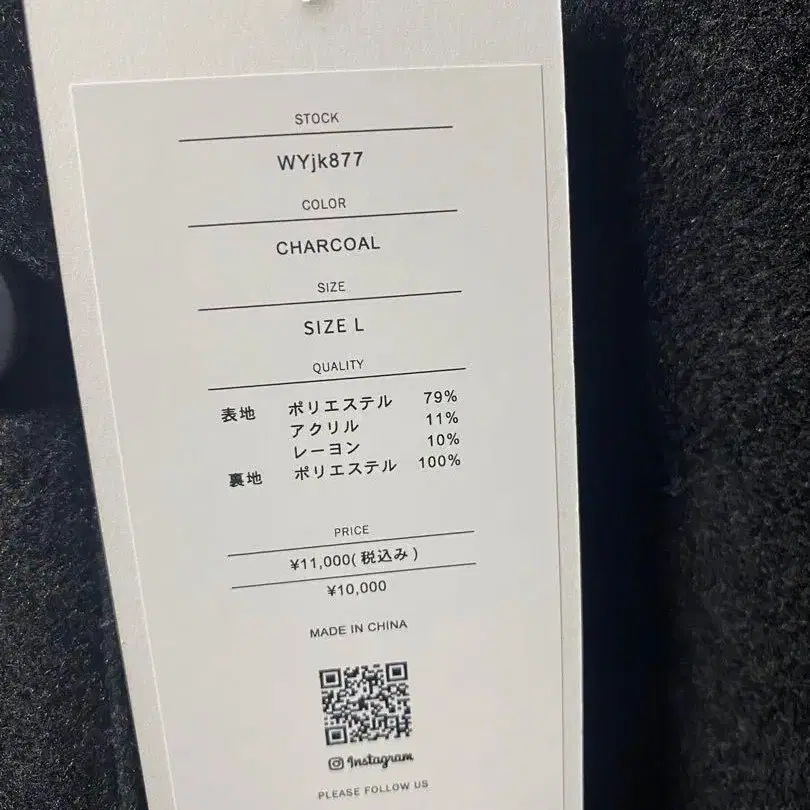 STOCK
WYjk877
COLOR
CHARCOAL
SIZE
SIZE L
QUALITY
表地 ポリエステル 79%
アクリル 11%
レーヨン 10%
裏地 ポリエステル 100%
PRICE
¥11,000(税込み)
¥10,000
MADE IN CHINA
Instagram
PLEASE FOLLOW US